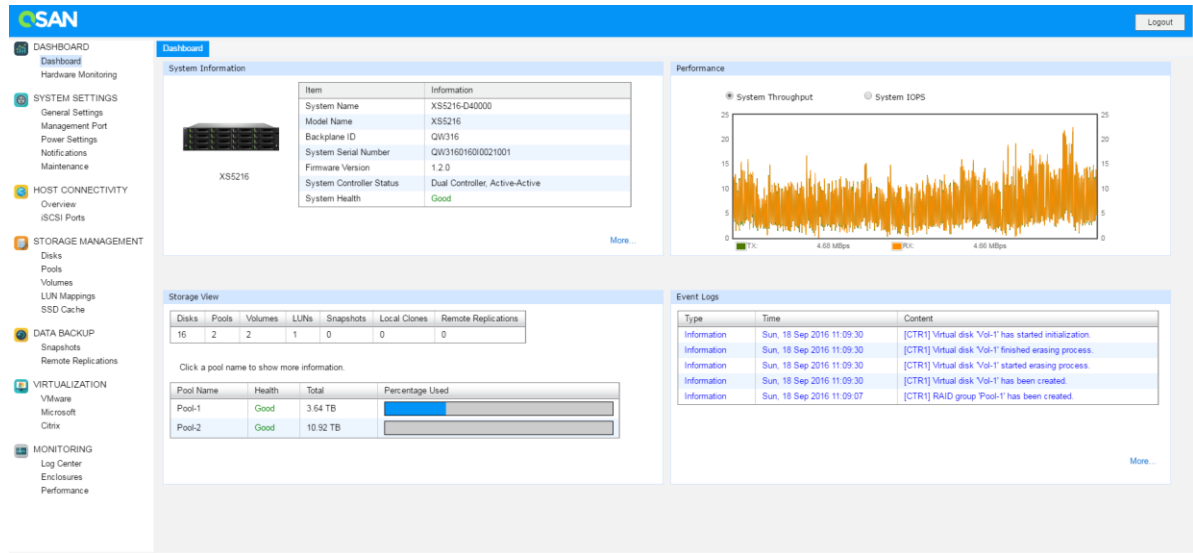 QSAN
Logout
DASHBOARD
Dashboard
Hardware Monitoring
SYSTEM SETTINGS
General Settings
Management Port
Power Settings
Notifications
Maintenance
HOST CONNECTIVITY
Overview
iSCSI Ports
STORAGE MANAGEMENT
Disks
Pools
Volumes
LUN Mappings
SSD Cache
DATA BACKUP
Snapshots
Remote Replications
VIRTUALIZATION
VMware
Microsoft
Citrix
MONITORING
Log Center
Enclosures
Performance
Dashboard
System Information
XS5216
Item Information
System Name XS5216-D40000
Model Name XS5216
Backplane ID QW316
System Serial Number QW3160160I0021001
Firmware Version 1.2.0
System Controller Status Dual Controller, Active-Active
System Health Good
More...
Performance
System Throughput System IOPS
25 25
20 20
15 15
10 10
5 5
0 0
TX: 4.68 MBps RX: 4.68 MBps
Storage View
Disks Pools Volumes LUNs Snapshots Local Clones Remote Replications
16 2 2 1 0 0 0
Click a pool name to show more information.
Pool Name Health Total Percentage Used
Pool-1 Good 3.64 TB
Pool-2 Good 10.92 TB
Event Logs
Type Time Content
Information Sun, 18 Sep 2016 11:09:30 [CTR1] Virtual disk 'Vol-1' has started initialization.
Information Sun, 18 Sep 2016 11:09:30 [CTR1] Virtual disk 'Vol-1' finished erasing process.
Information Sun, 18 Sep 2016 11:09:30 [CTR1] Virtual disk 'Vol-1' started erasing process.
Information Sun, 18 Sep 2016 11:09:30 [CTR1] Virtual disk 'Vol-1' has been created.
Information Sun, 18 Sep 2016 11:09:07 [CTR1] RAID group 'Pool-1' has been created.
More...